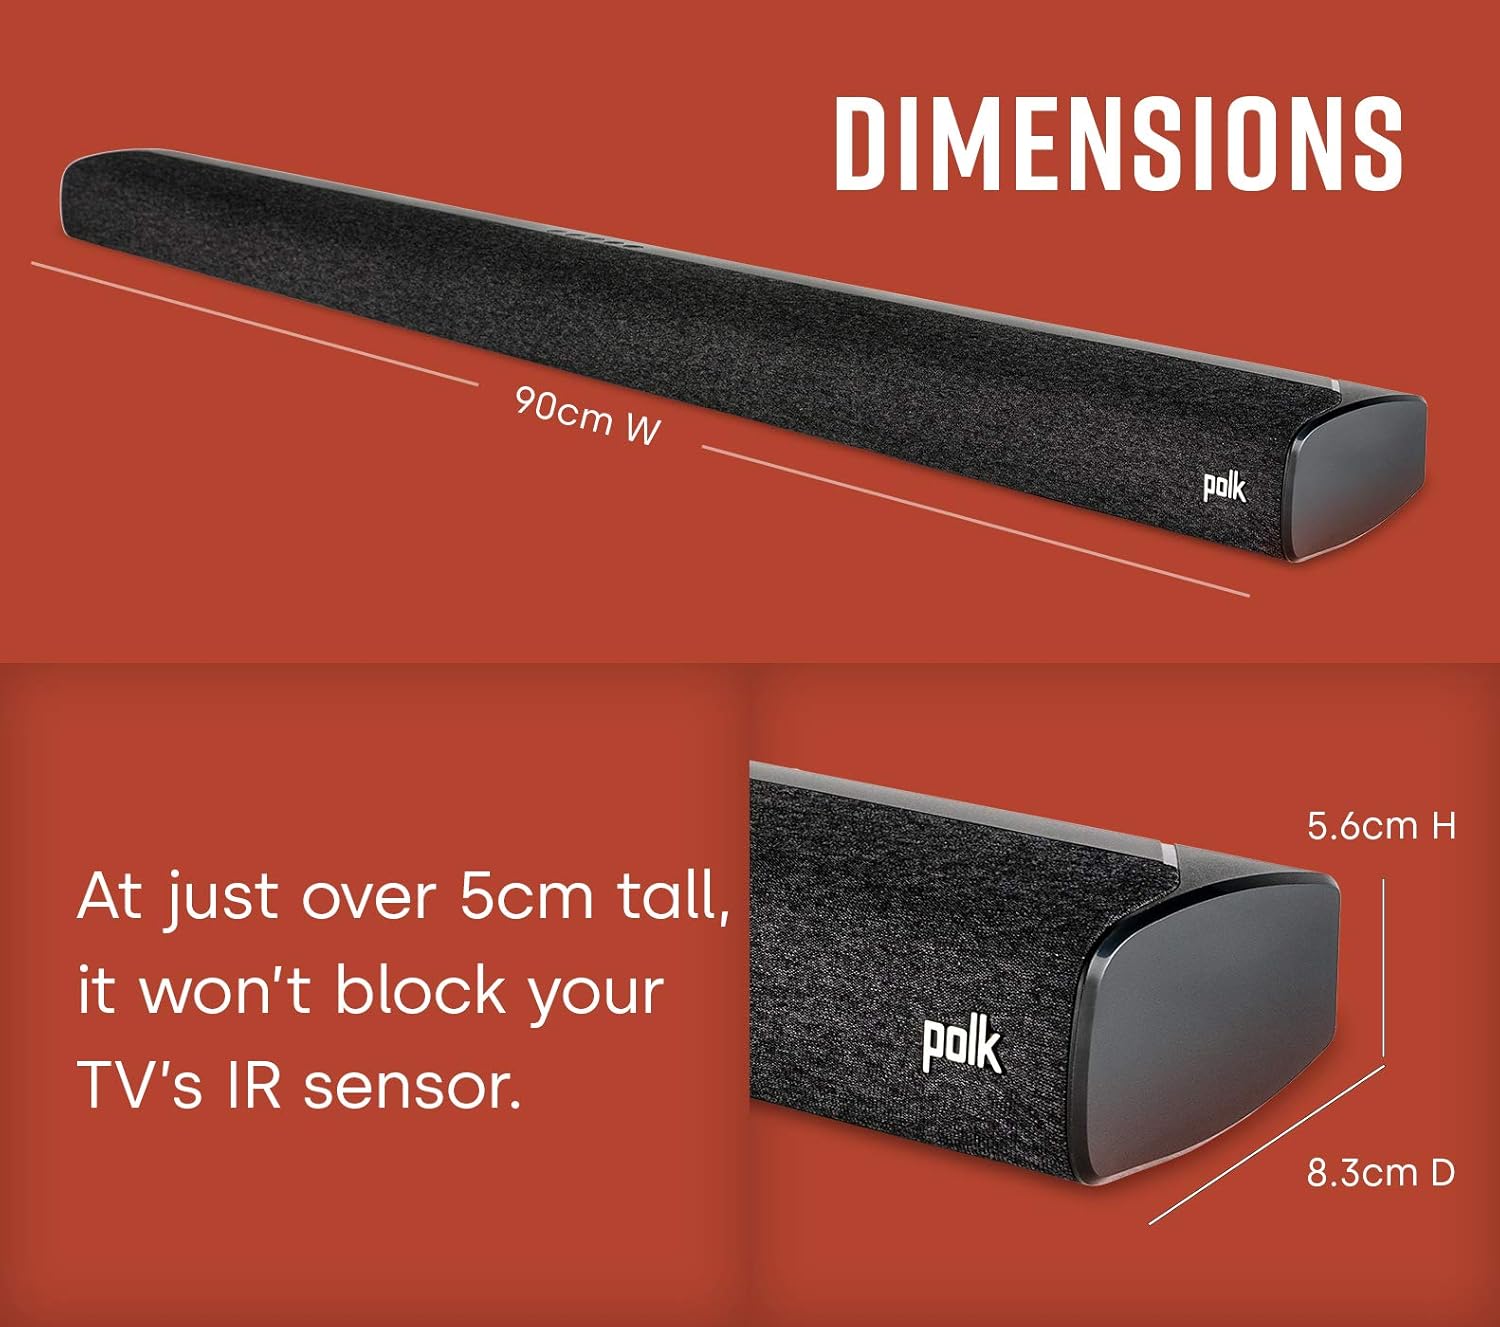 DIMENSIONS
90cm W
polk
At just over 5cm tall,
it won't block your
TV's IR sensor.
5.6cm H
polk
8.3cm D